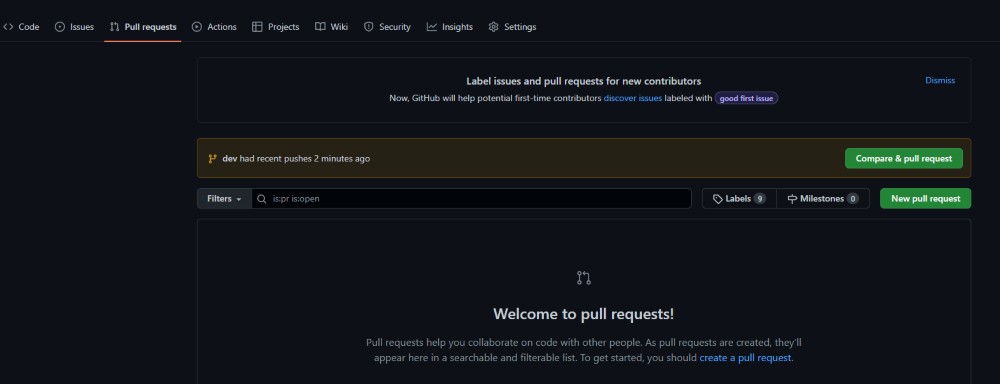 Code Issues Pull requests Actions Projects Wiki Security Insights Settings
Label issues and pull requests for new contributors
Dismiss
Now, GitHub will help potential first-time contributors discover issues labeled with good first issue
dev had recent pushes 2 minutes ago Compare & pull request
Filters is:pr is:open Labels 9 Milestones 0 New pull request
Welcome to pull requests!
Pull requests help you collaborate on code with other people. As pull requests are created, they'll
appear here in a searchable and filterable list. To get started, you should create a pull request.